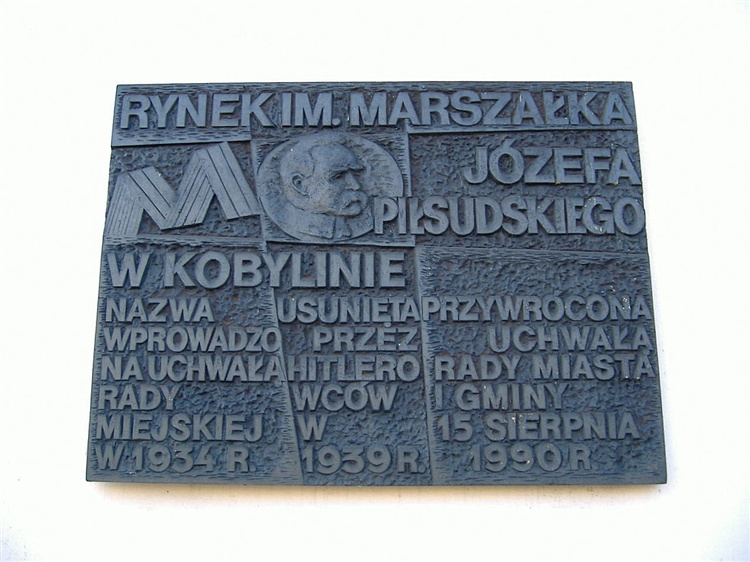 RYNEK IM. MARSZAŁKA
M
JÓZEFA
PIŁSUDSKIEGO
W KOBYLINIE
NAZWA
WPROWADZO
NA UCHWAŁĄ
RADY
MIEJSKIEJ
W 1934 R.
USUNIĘTA
PRZEZ
HITLERO
WCÓW
W
1939 R.
PRZYWRÓCONA
UCHWAŁĄ
RADY MIASTA
I GMINY
15 SIERPNIA
1990 R.